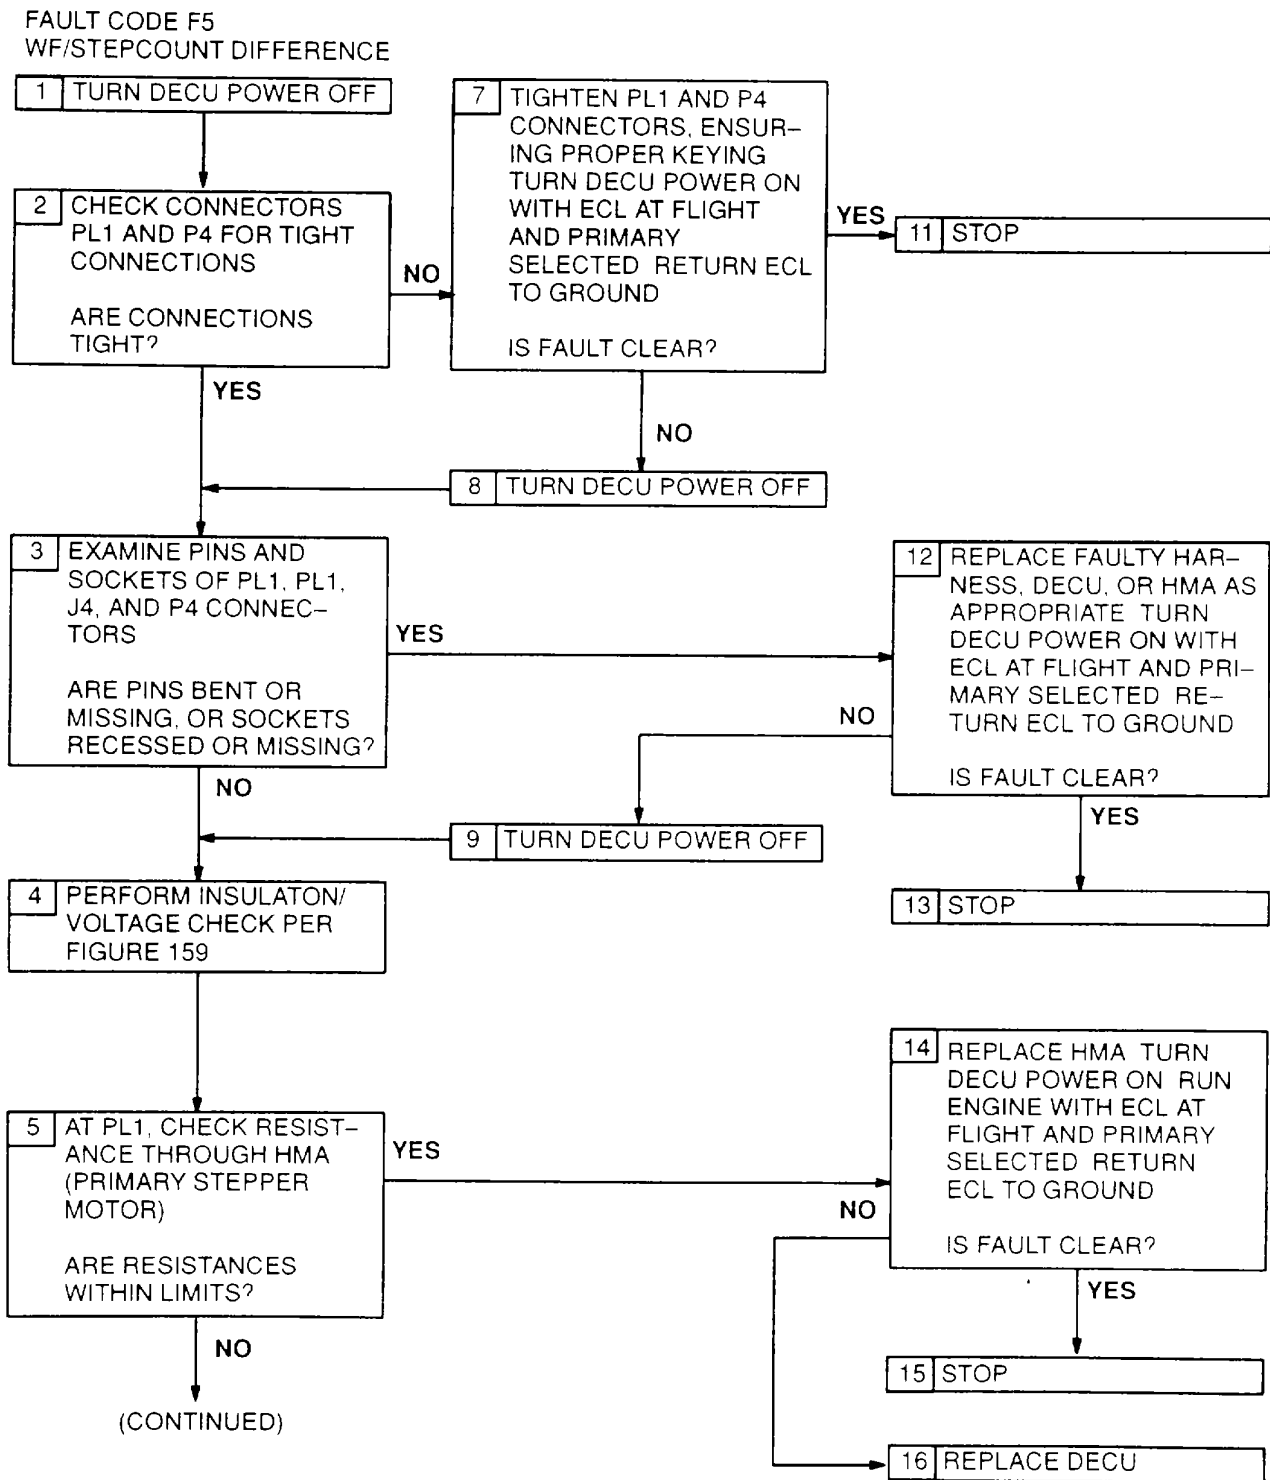 FAULT CODE F5
WF/STEPCOUNT DIFFERENCE
1 TURN DECU POWER OFF
2 CHECK CONNECTORS
PL1 AND P4 FOR TIGHT
CONNECTIONS
ARE CONNECTIONS
TIGHT?
NO
YES
7 TIGHTEN PL1 AND P4
CONNECTORS, ENSUR–
ING PROPER KEYING
TURN DECU POWER ON
WITH ECL AT FLIGHT
AND PRIMARY
SELECTED RETURN ECL
TO GROUND
IS FAULT CLEAR?
YES
11 STOP
NO
8 TURN DECU POWER OFF
3 EXAMINE PINS AND
SOCKETS OF PL1, PL1,
J4, AND P4 CONNEC–
TORS
ARE PINS BENT OR
MISSING, OR SOCKETS
RECESSED OR MISSING?
YES
NO
12 REPLACE FAULTY HAR–
NESS, DECU, OR HMA AS
APPROPRIATE TURN
DECU POWER ON WITH
ECL AT FLIGHT AND PRI–
MARY SELECTED RE–
TURN ECL TO GROUND
IS FAULT CLEAR?
NO
YES
9 TURN DECU POWER OFF
13 STOP
4 PERFORM INSULATON/
VOLTAGE CHECK PER
FIGURE 159
5 AT PL1, CHECK RESIST–
ANCE THROUGH HMA
(PRIMARY STEPPER
MOTOR)
ARE RESISTANCES
WITHIN LIMITS?
YES
NO
(CONTINUED)
14 REPLACE HMA TURN
DECU POWER ON RUN
ENGINE WITH ECL AT
FLIGHT AND PRIMARY
SELECTED RETURN
ECL TO GROUND
IS FAULT CLEAR?
NO
YES
15 STOP
16 REPLACE DECU